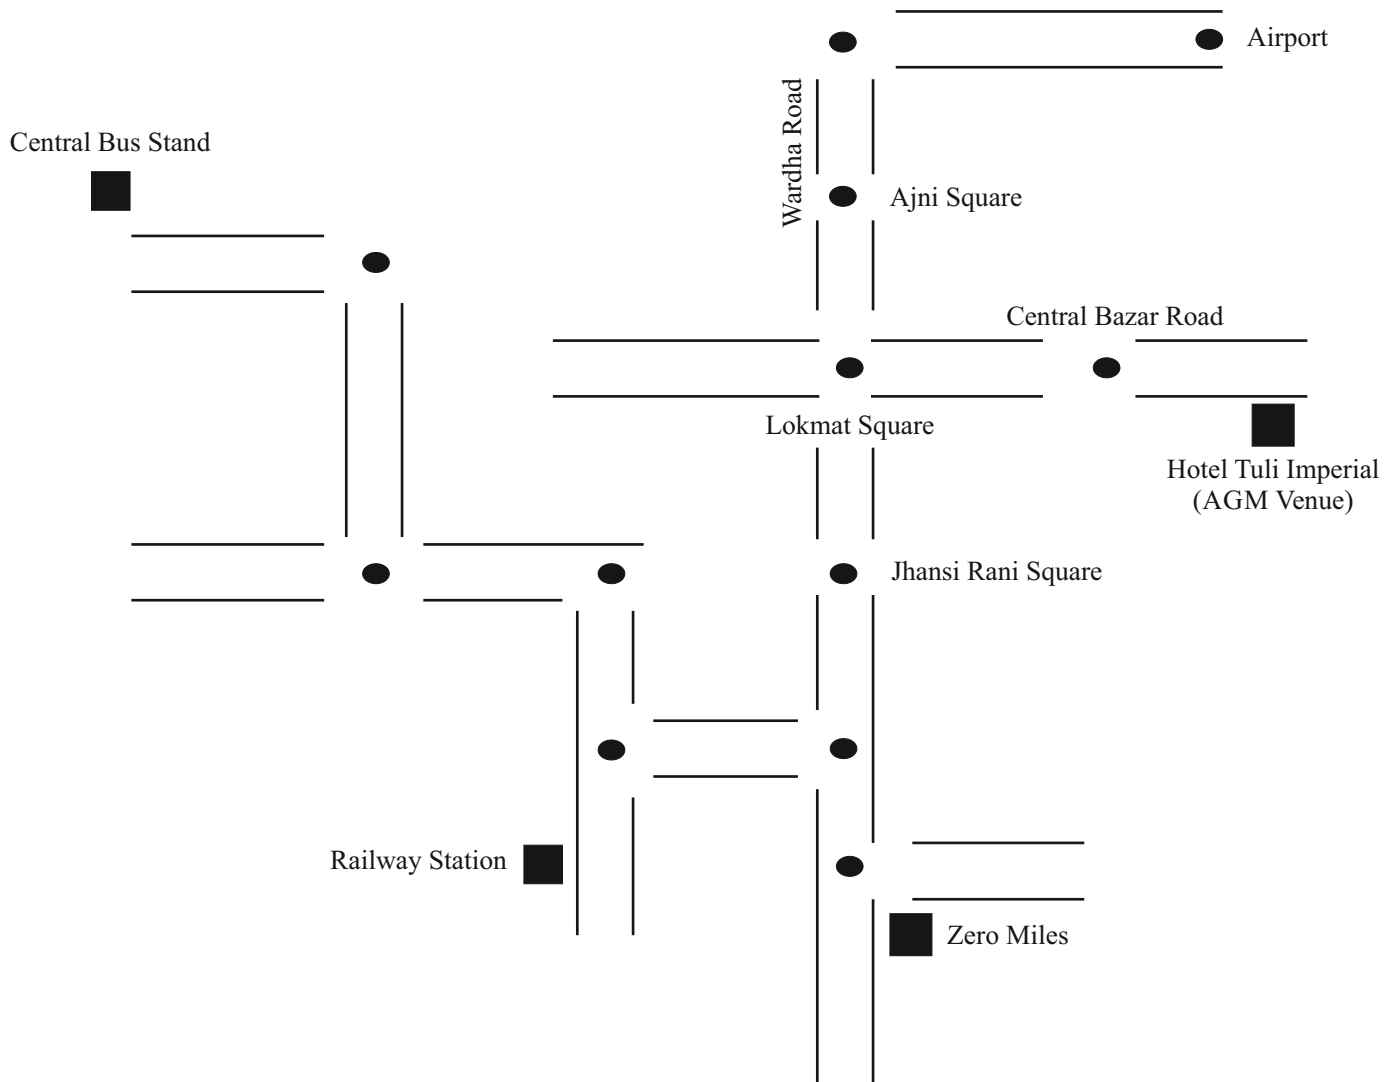 Airport
Wardha Road
Central Bus Stand
Ajni Square
Central Bazar Road
Lokmat Square
Hotel Tuli Imperial
(AGM Venue)
Jhansi Rani Square
Railway Station
Zero Miles